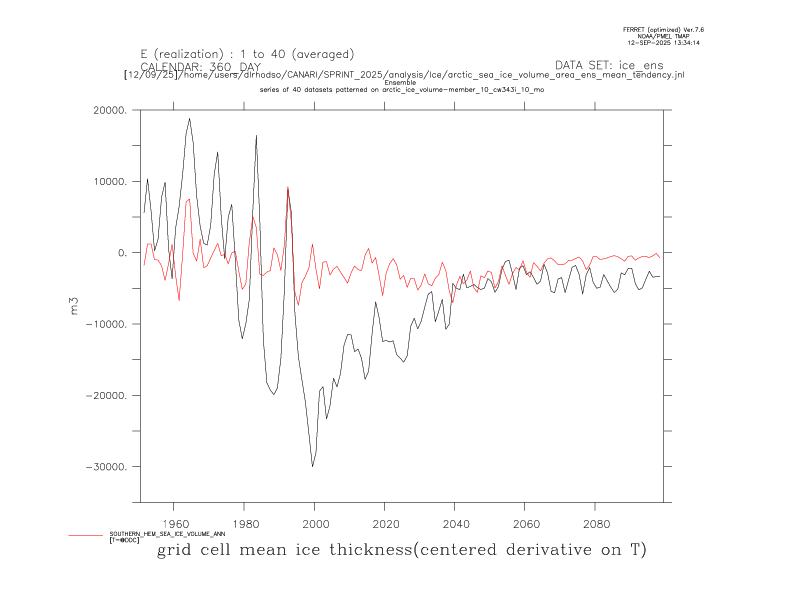 FERRET (optimized) Ver.7.6
NOAA/PMEL TMAP
12-SEP-2025 13:34:14
E (realization) : 1 to 40 (averaged)
CALENDAR: 360_DAY
DATA SET: ice_ens
[12/09/25]/home/users/dlrhodso/CANARI/SPRINT_2025/analysis/Ice/arctic_sea_ice_volume_area_ens_mean_tendency.jnl
Ensemble
series of 40 datasets patterned on arctic_ice_volume-member_10_cw343i_10_mo
20000.
10000.
0.
-10000.
-20000.
-30000.
m3
1960 1980 2000 2020 2040 2060 2080
SOUTHERN_HEM_SEA_ICE_VOLUME_ANN
[T=@DDC]
grid cell mean ice thickness(centered derivative on T)